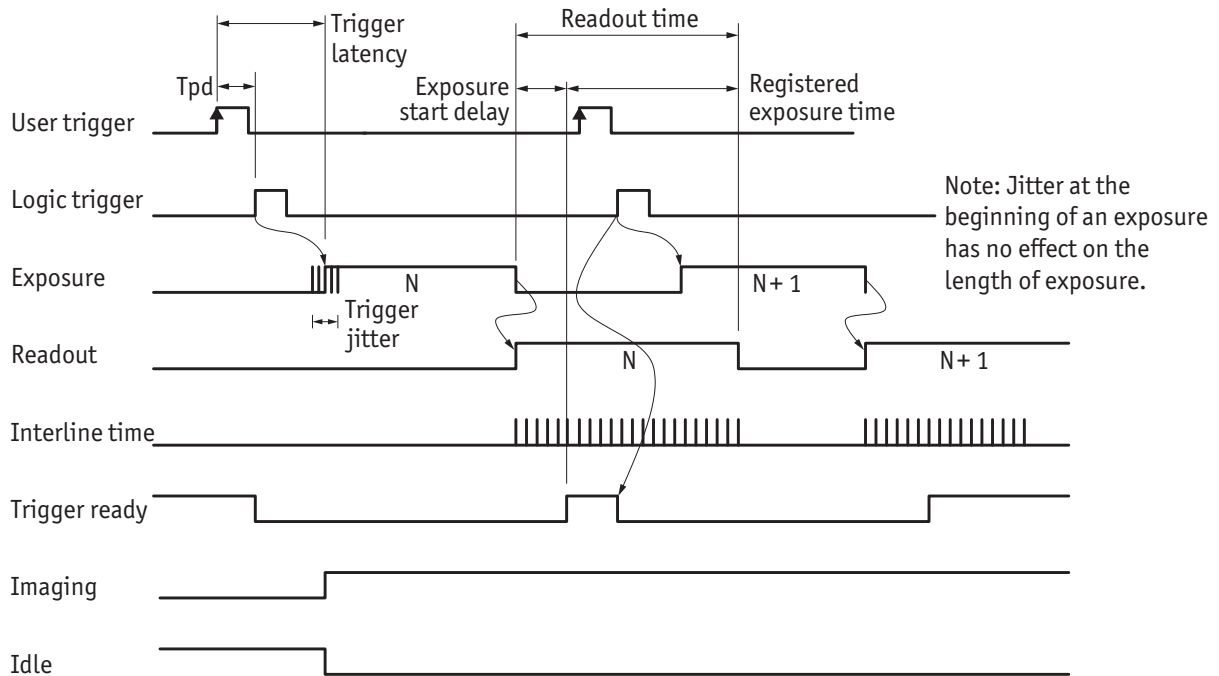 Trigger
latency
Readout time
Tpd
Exposure
start delay
Registered
exposure time
User trigger
Logic trigger
Note: Jitter at the
beginning of an exposure
has no effect on the
length of exposure.
Exposure
N
N + 1
Trigger
jitter
Readout
N
N + 1
Interline time
Trigger ready
Imaging
Idle